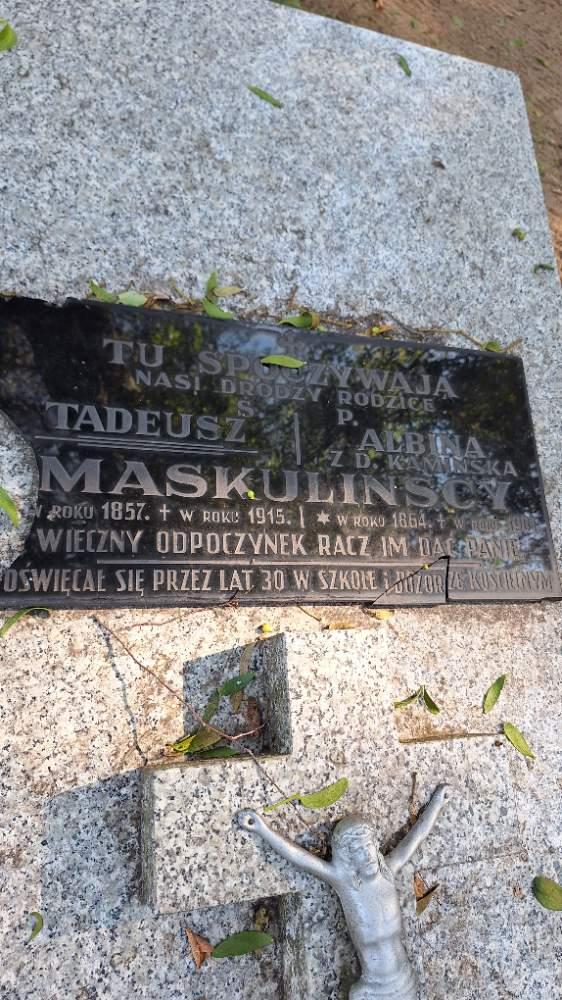 TU SPOCZYWAJĄ
NASI DRODZY RODZICE
Ś. P.
TADEUSZ ALBINA
Z D. KAMIŃSKA
MASKULIŃSCY
W ROKU 1857. + W ROKU 1915. * W ROKU 1864. + W ROKU
WIECZNY ODPOCZYNEK RACZ IM DAĆ PANIE
POŚWIĘCAŁ SIĘ PRZEZ LAT 30 W SZKOLE I DOZORZE KOŚCIELNYM